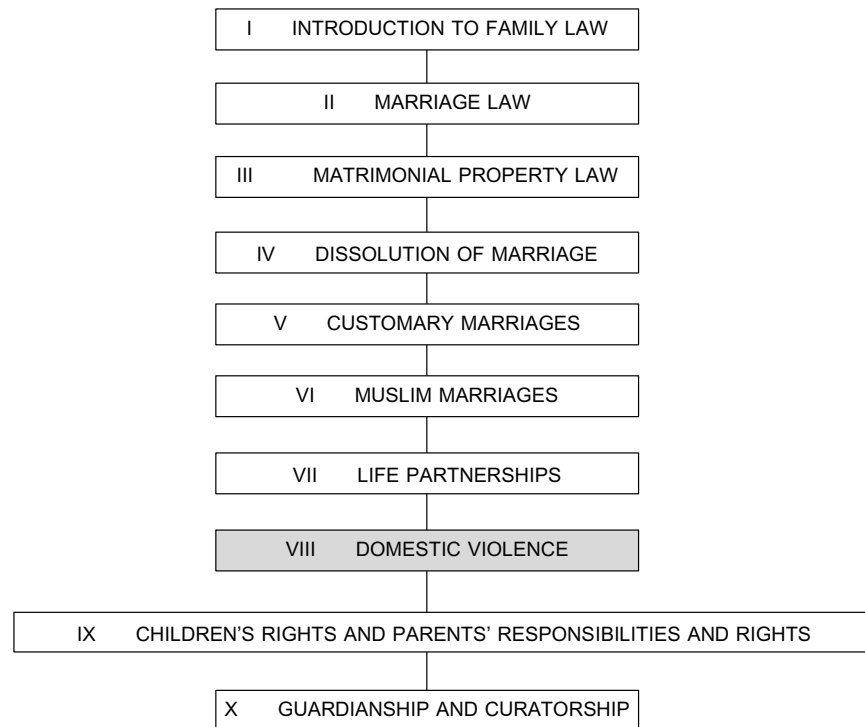 I INTRODUCTION TO FAMILY LAW
II MARRIAGE LAW
III MATRIMONIAL PROPERTY LAW
IV DISSOLUTION OF MARRIAGE
V CUSTOMARY MARRIAGES
VI MUSLIM MARRIAGES
VII LIFE PARTNERSHIPS
VIII DOMESTIC VIOLENCE
IX CHILDREN’S RIGHTS AND PARENTS’ RESPONSIBILITIES AND RIGHTS
X GUARDIANSHIP AND CURATORSHIP